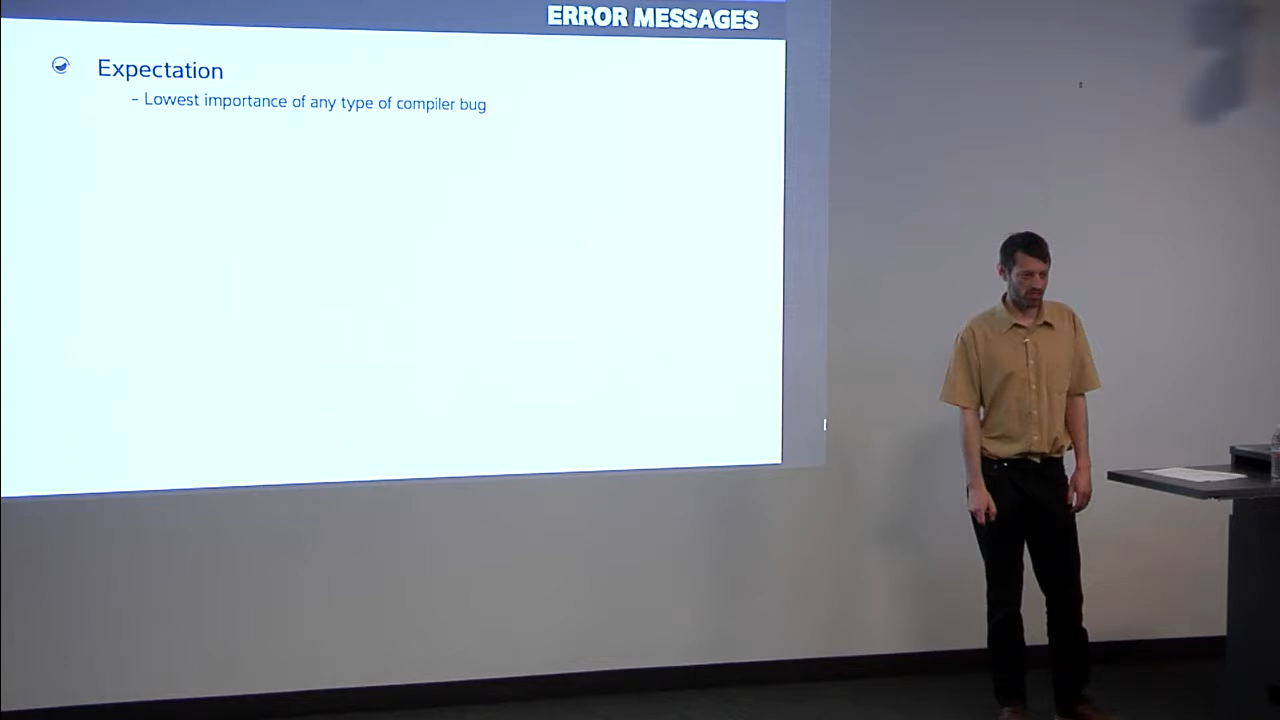 ERROR MESSAGES
Expectation
– Lowest importance of any type of compiler bug